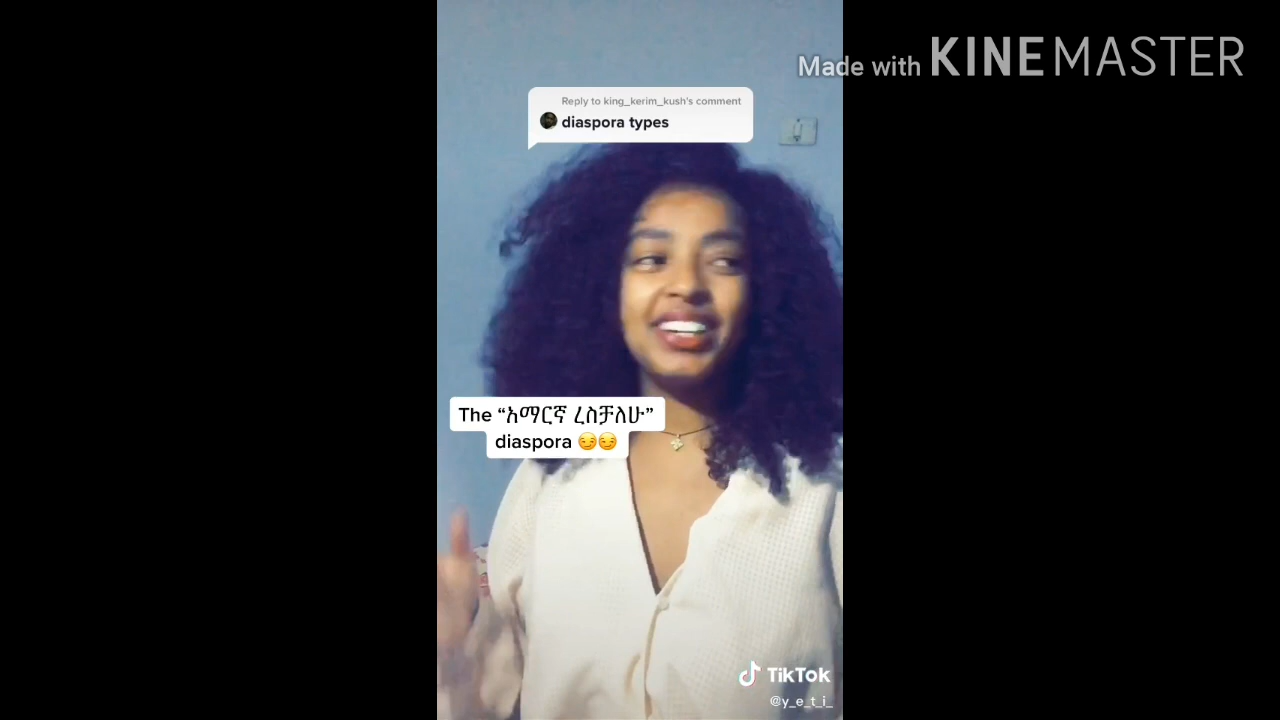 Made with KINEMASTER
Reply to king_kerim_kush's comment
diaspora types
The “አማርኛ ረስቻለሁ”
diaspora 😏😏
TikTok
@y_e_t_i_